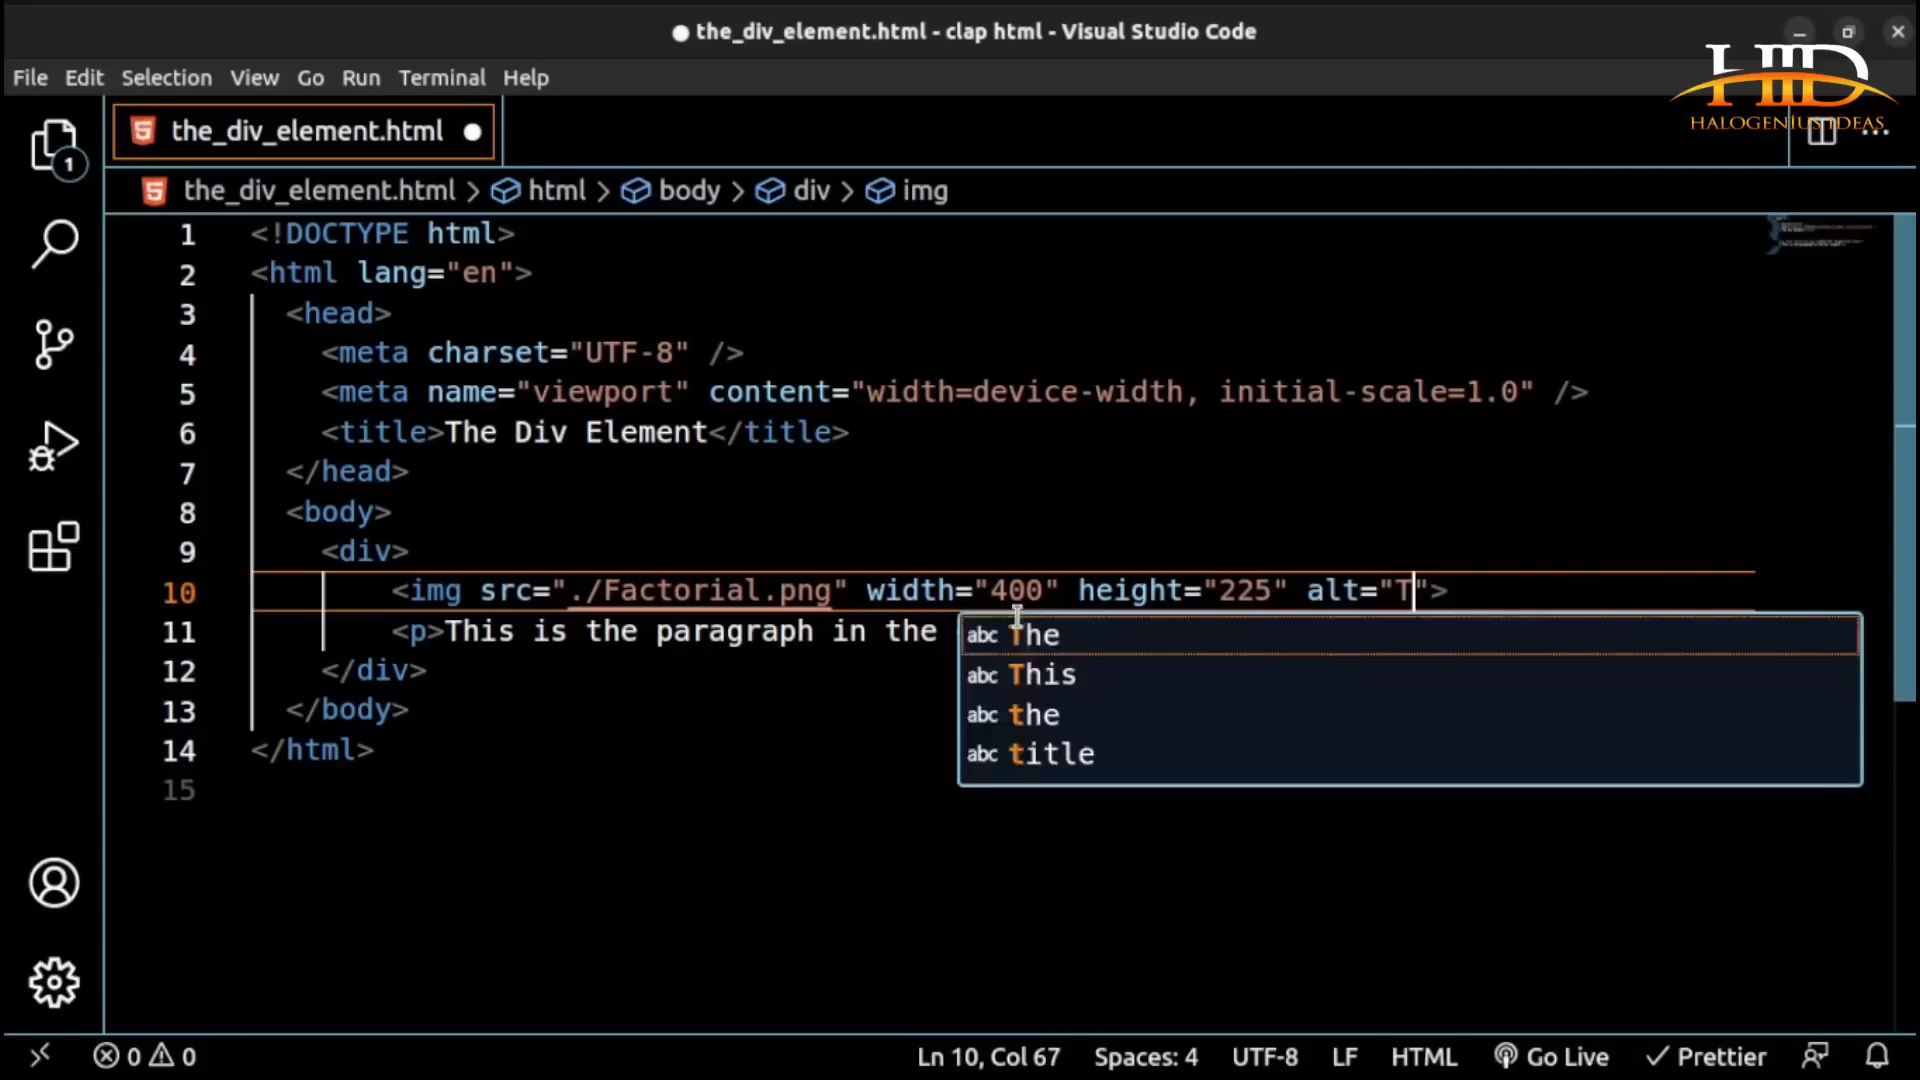 the_div_element.html - clap html - Visual Studio Code
File Edit Selection View Go Run Terminal Help
HID
HALOGENIUS IDEAS
the_div_element.html
1
the_div_element.html > html > body > div > img
1 <!DOCTYPE html>
2 <html lang="en">
3 <head>
4 <meta charset="UTF-8" />
5 <meta name="viewport" content="width=device-width, initial-scale=1.0" />
6 <title>The Div Element</title>
7 </head>
8 <body>
9 <div>
10 <img src="./Factorial.png" width="400" height="225" alt="T">
11 <p>This is the paragraph in the
abc The
abc This
abc the
abc title
12 </div>
13 </body>
14 </html>
15
0 0 Ln 10, Col 67 Spaces: 4 UTF-8 LF HTML Go Live Prettier